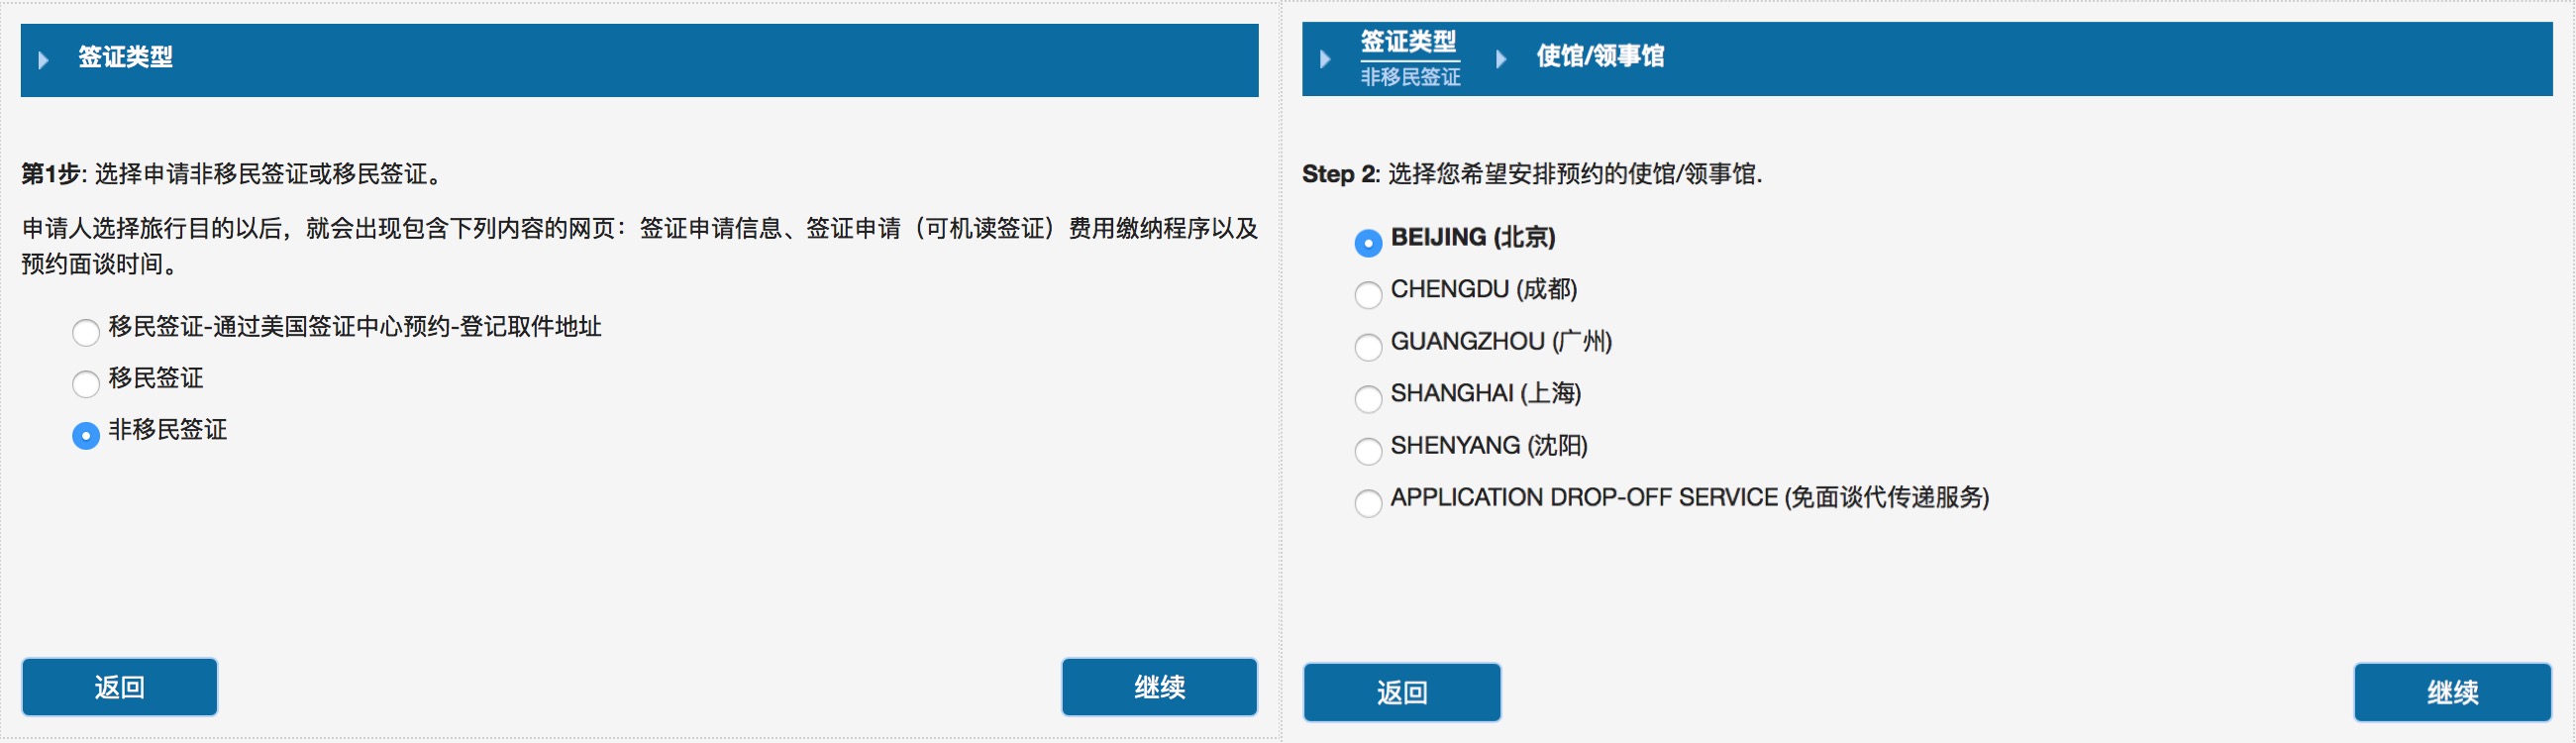 签证类型
第1步: 选择申请非移民签证或移民签证。
申请人选择旅行目的以后，就会出现包含下列内容的网页：签证申请信息、签证申请（可机读签证）费用缴纳程序以及
预约面谈时间。
移民签证-通过美国签证中心预约-登记取件地址
移民签证
非移民签证
返回
继续
签证类型
非移民签证
使馆/领事馆
Step 2: 选择您希望安排预约的使馆/领事馆.
BEIJING (北京)
CHENGDU (成都)
GUANGZHOU (广州)
SHANGHAI (上海)
SHENYANG (沈阳)
APPLICATION DROP-OFF SERVICE (免面谈代传递服务)
返回
继续